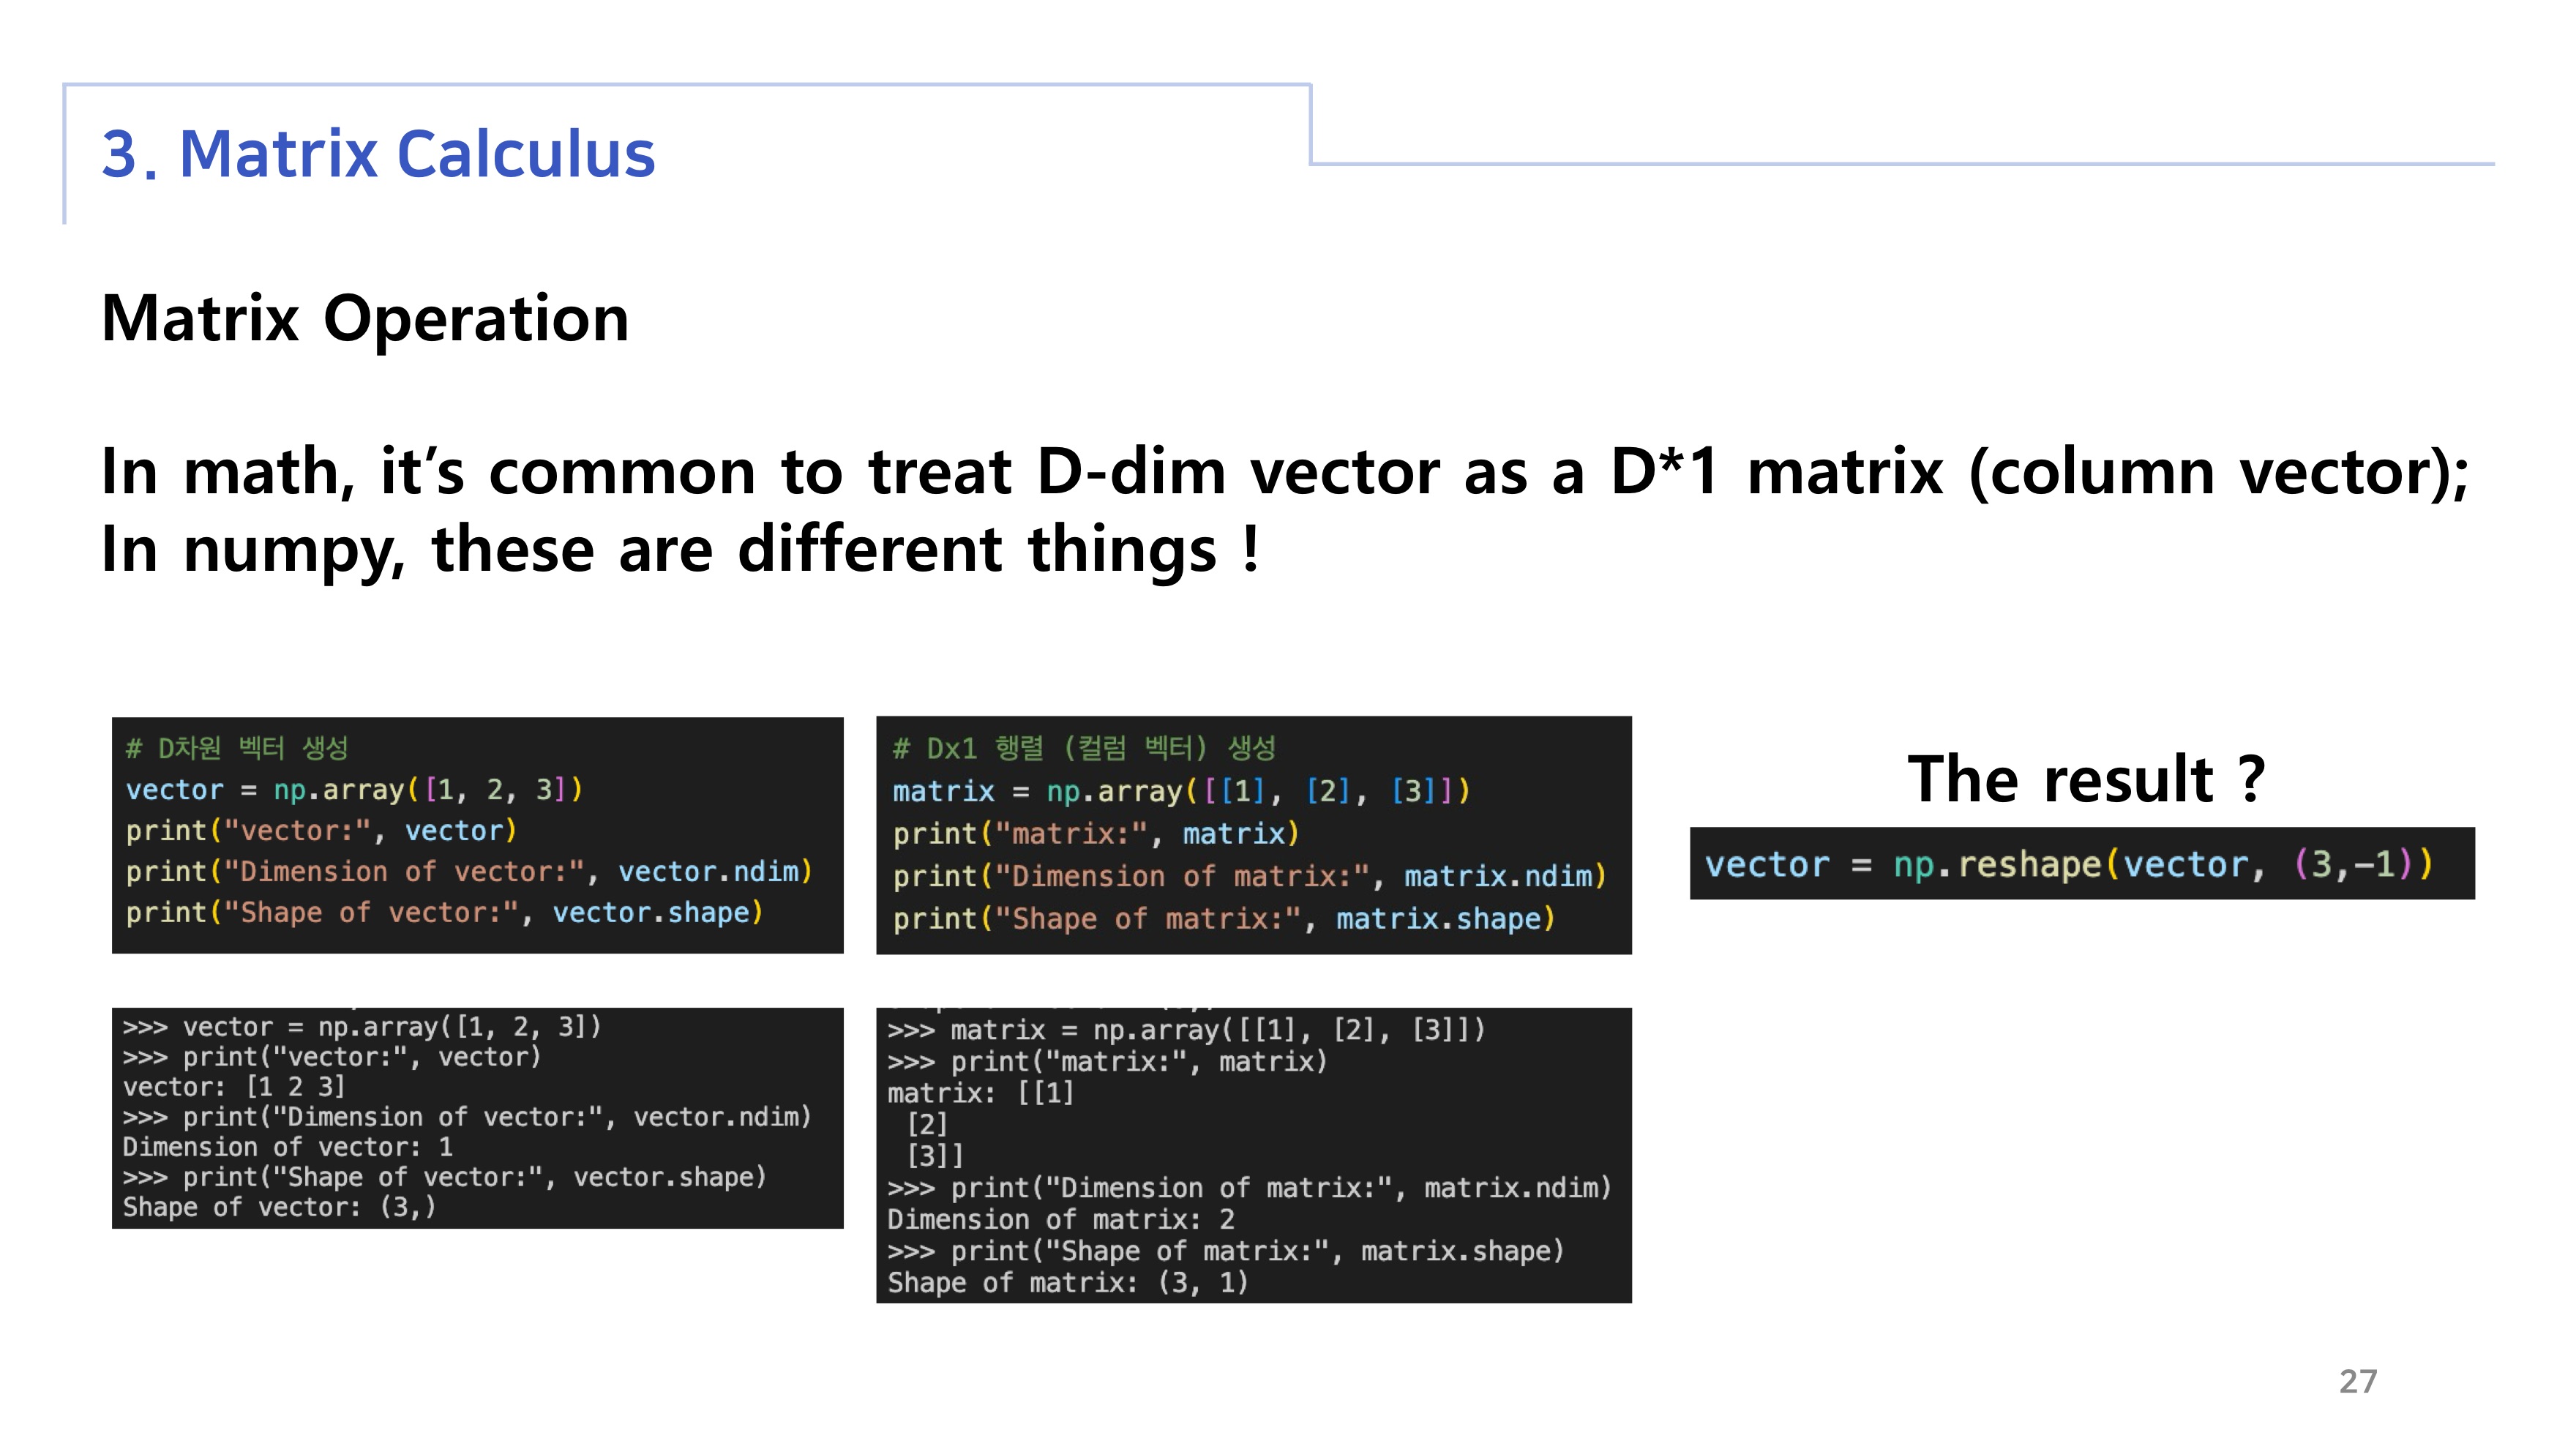 3. Matrix Calculus
Matrix Operation
In math, it’s common to treat D-dim vector as a D*1 matrix (column vector);
In numpy, these are different things !
# D차원 벡터 생성
vector = np.array([1, 2, 3])
print("vector:", vector)
print("Dimension of vector:", vector.ndim)
print("Shape of vector:", vector.shape)
# Dx1 행렬 (컬럼 벡터) 생성
matrix = np.array([[1], [2], [3]])
print("matrix:", matrix)
print("Dimension of matrix:", matrix.ndim)
print("Shape of matrix:", matrix.shape)
The result ?
vector = np.reshape(vector, (3,-1))
>>> vector = np.array([1, 2, 3])
>>> print("vector:", vector)
vector: [1 2 3]
>>> print("Dimension of vector:", vector.ndim)
Dimension of vector: 1
>>> print("Shape of vector:", vector.shape)
Shape of vector: (3,)
>>> matrix = np.array([[1], [2], [3]])
>>> print("matrix:", matrix)
matrix: [[1]
 [2]
 [3]]
>>> print("Dimension of matrix:", matrix.ndim)
Dimension of matrix: 2
>>> print("Shape of matrix:", matrix.shape)
Shape of matrix: (3, 1)
27